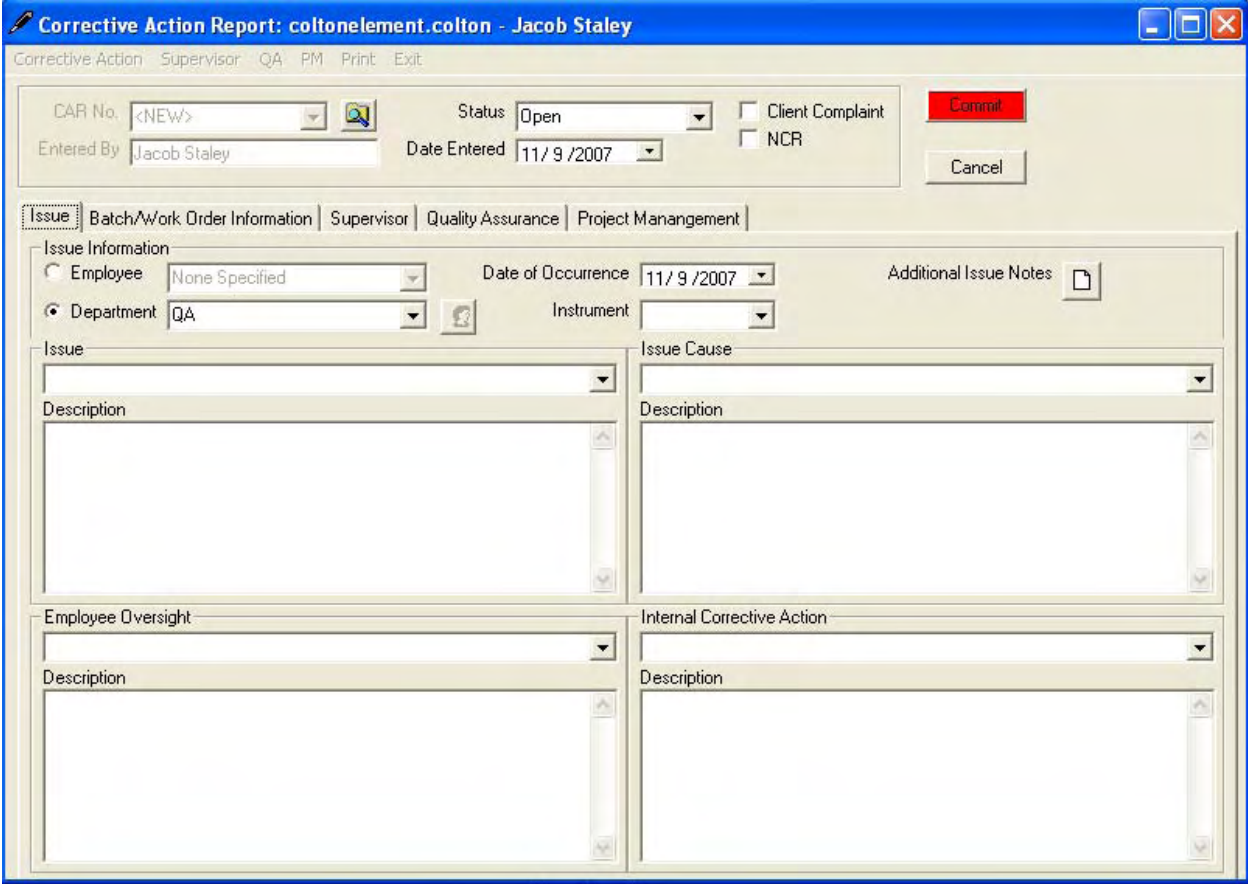 Corrective Action Report: coltonelement.colton - Jacob Staley
Corrective Action Supervisor QA PM Print Exit
CAR No. <NEW> Status Open Client Complaint Commit
Entered By Jacob Staley Date Entered 11/ 9 /2007 NCR
Cancel
Issue Batch/Work Order Information Supervisor Quality Assurance Project Manangement
Issue Information
Employee None Specified Date of Occurrence 11/ 9 /2007 Additional Issue Notes
Department QA Instrument
Issue Issue Cause
Description Description
Employee Oversight Internal Corrective Action
Description Description